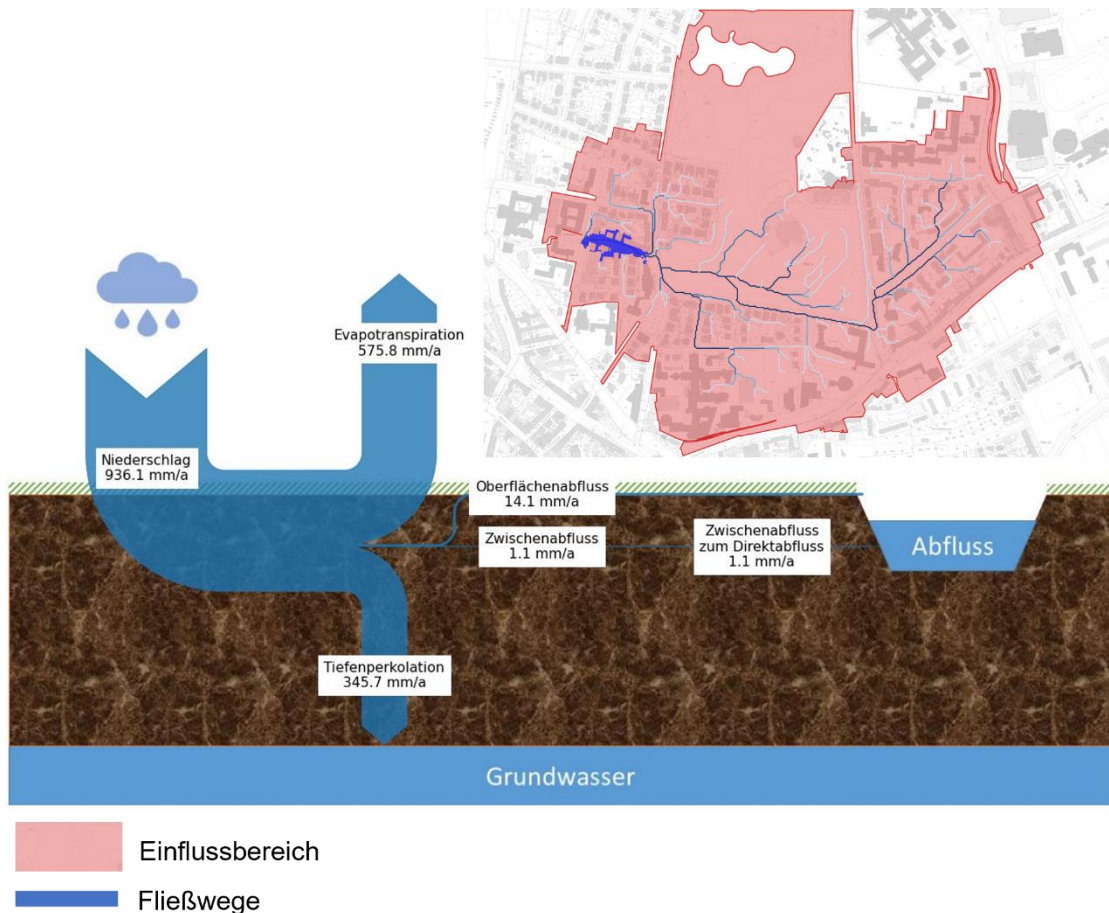 Evapotranspiration
575.8 mm/a
Niederschlag
936.1 mm/a
Oberflächenabfluss
14.1 mm/a
Zwischenabfluss
1.1 mm/a
Zwischenabfluss
zum Direktabfluss
1.1 mm/a
Abfluss
Tiefenperkolation
345.7 mm/a
Grundwasser
Einflussbereich
Fließwege